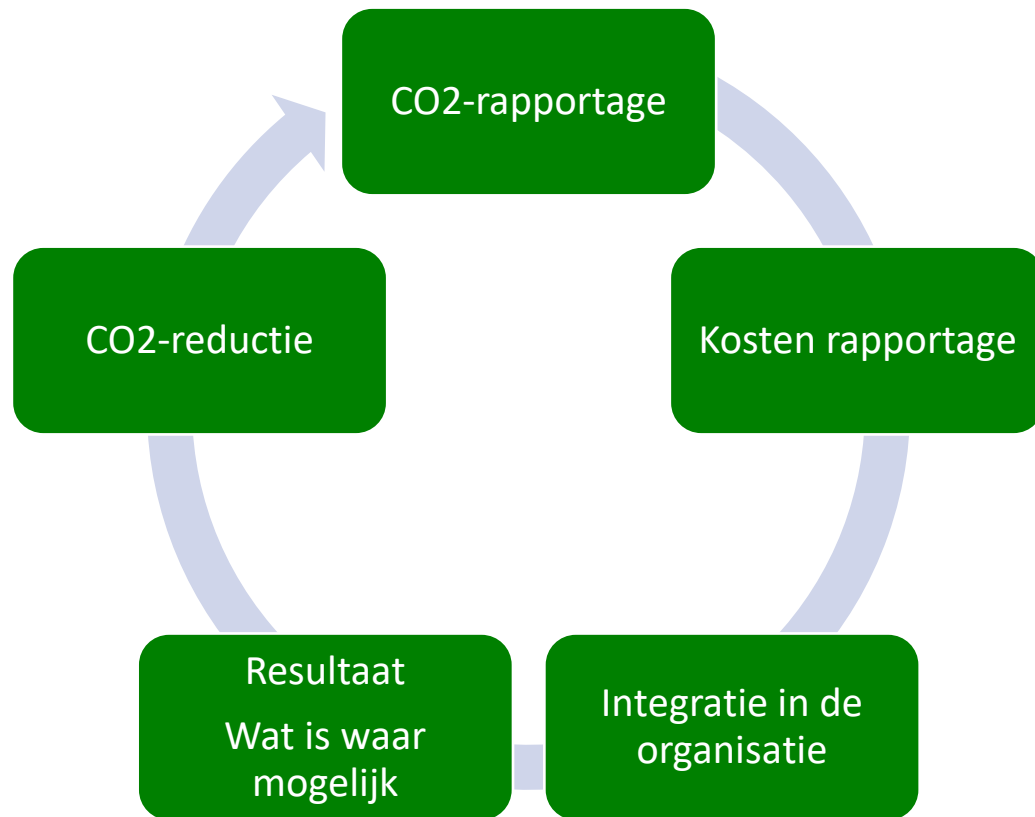 CO2-rapportage
Kosten rapportage
Integratie in de
organisatie
Resultaat
Wat is waar
mogelijk
CO2-reductie